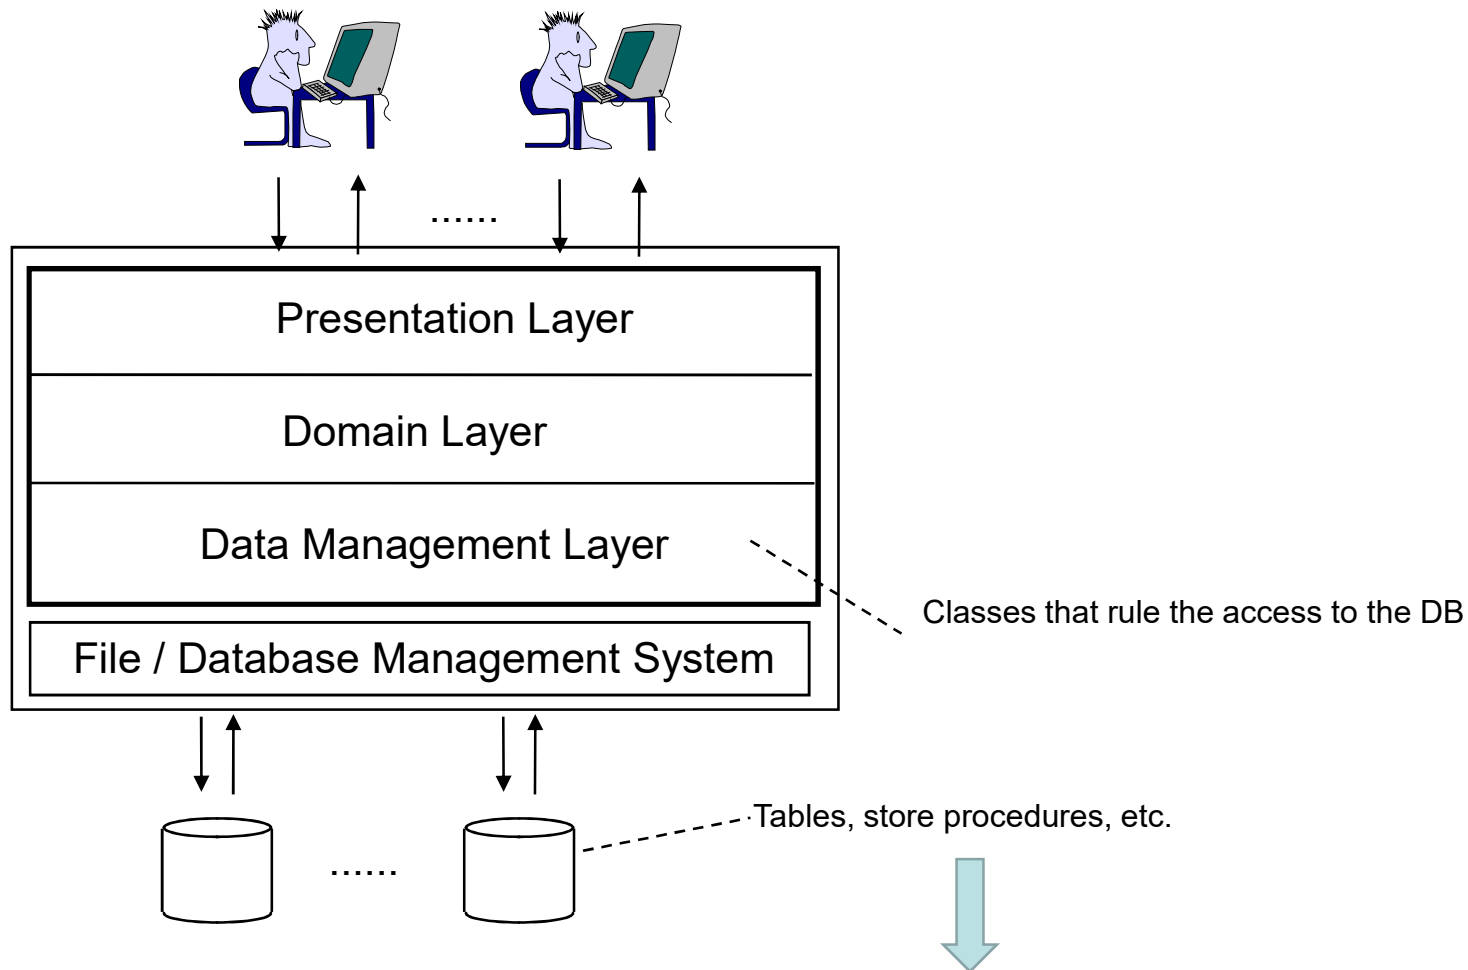 ......
Presentation Layer
Domain Layer
Data Management Layer
Classes that rule the access to the DB
File / Database Management System
Tables, store procedures, etc.
......